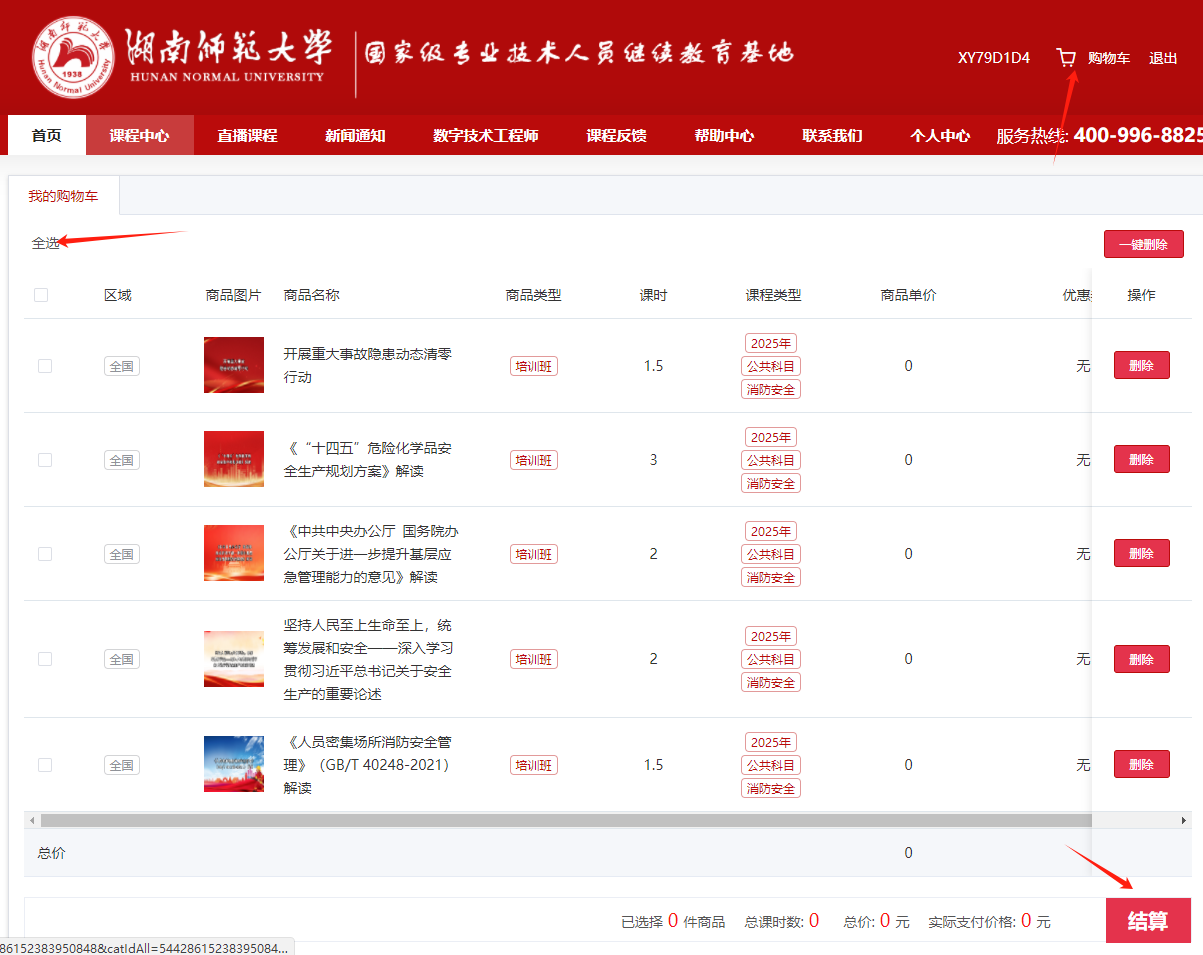 湖南师范大学
HUNAN NORMAL UNIVERSITY
1938
Hunan Normal University
国家级专业技术人员继续教育基地
XY79D1D4 购物车 退出
首页 课程中心 直播课程 新闻通知 数字技术工程师 课程反馈 帮助中心 联系我们 个人中心 服务热线: 400-996-8825
我的购物车
全选
一键删除
区域 商品图片 商品名称 商品类型 课时 课程类型 商品单价 优惠 操作
全国
开展重大事故隐患动态清零
行动
培训班
1.5
2025年
公共科目
消防安全
0
无
删除
全国
《“十四五”危险化学品安
全生产规划方案》解读
培训班
3
2025年
公共科目
消防安全
0
无
删除
全国
《中共中央办公厅 国务院办
公厅关于进一步提升基层应
急管理能力的意见》解读
培训班
2
2025年
公共科目
消防安全
0
无
删除
全国
坚持人民至上生命至上，统
筹发展和安全——深入学习
贯彻习近平总书记关于安全
生产的重要论述
培训班
2
2025年
公共科目
消防安全
0
无
删除
全国
《人员密集场所消防安全管
理》（GB/T 40248-2021）
解读
培训班
1.5
2025年
公共科目
消防安全
0
无
删除
总价 0
已选择 0 件商品 总课时数: 0 总价: 0 元 实际支付价格: 0 元
结算
86152383950848&catIdAll=54428615238395084...